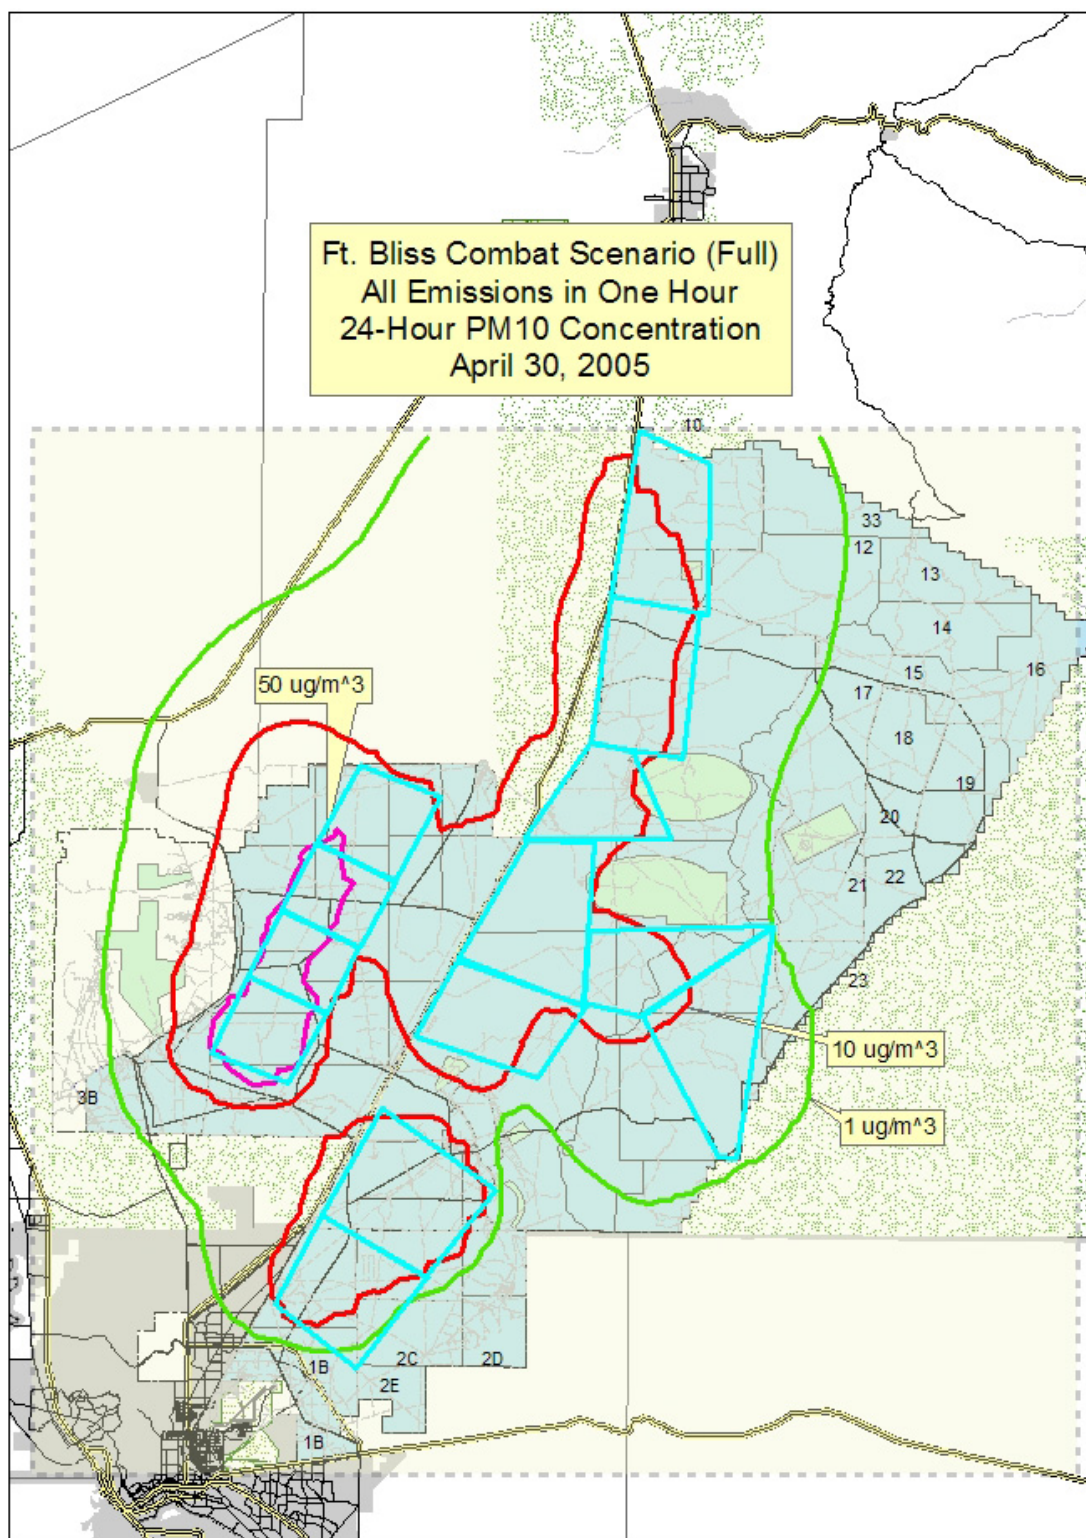 Ft. Bliss Combat Scenario (Full)
All Emissions in One Hour
24-Hour PM10 Concentration
April 30, 2005
10
33
12
13
14
15
16
17
18
19
20
21
22
23
50 ug/m^3
10 ug/m^3
1 ug/m^3
3B
1B
2C
2D
2E
1B